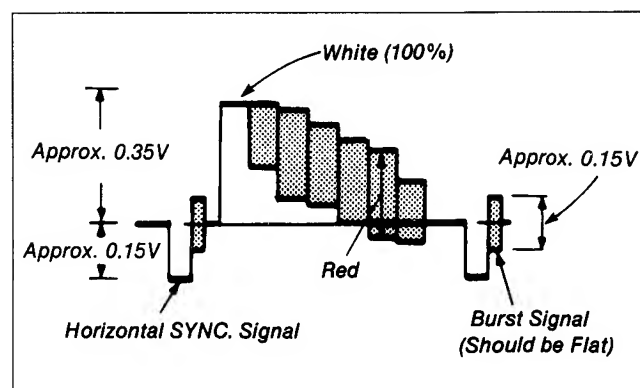 White (100%)
Approx. 0.35V
Approx. 0.15V
Approx. 0.15V
Red
Horizontal SYNC. Signal
Burst Signal
(Should be Flat)